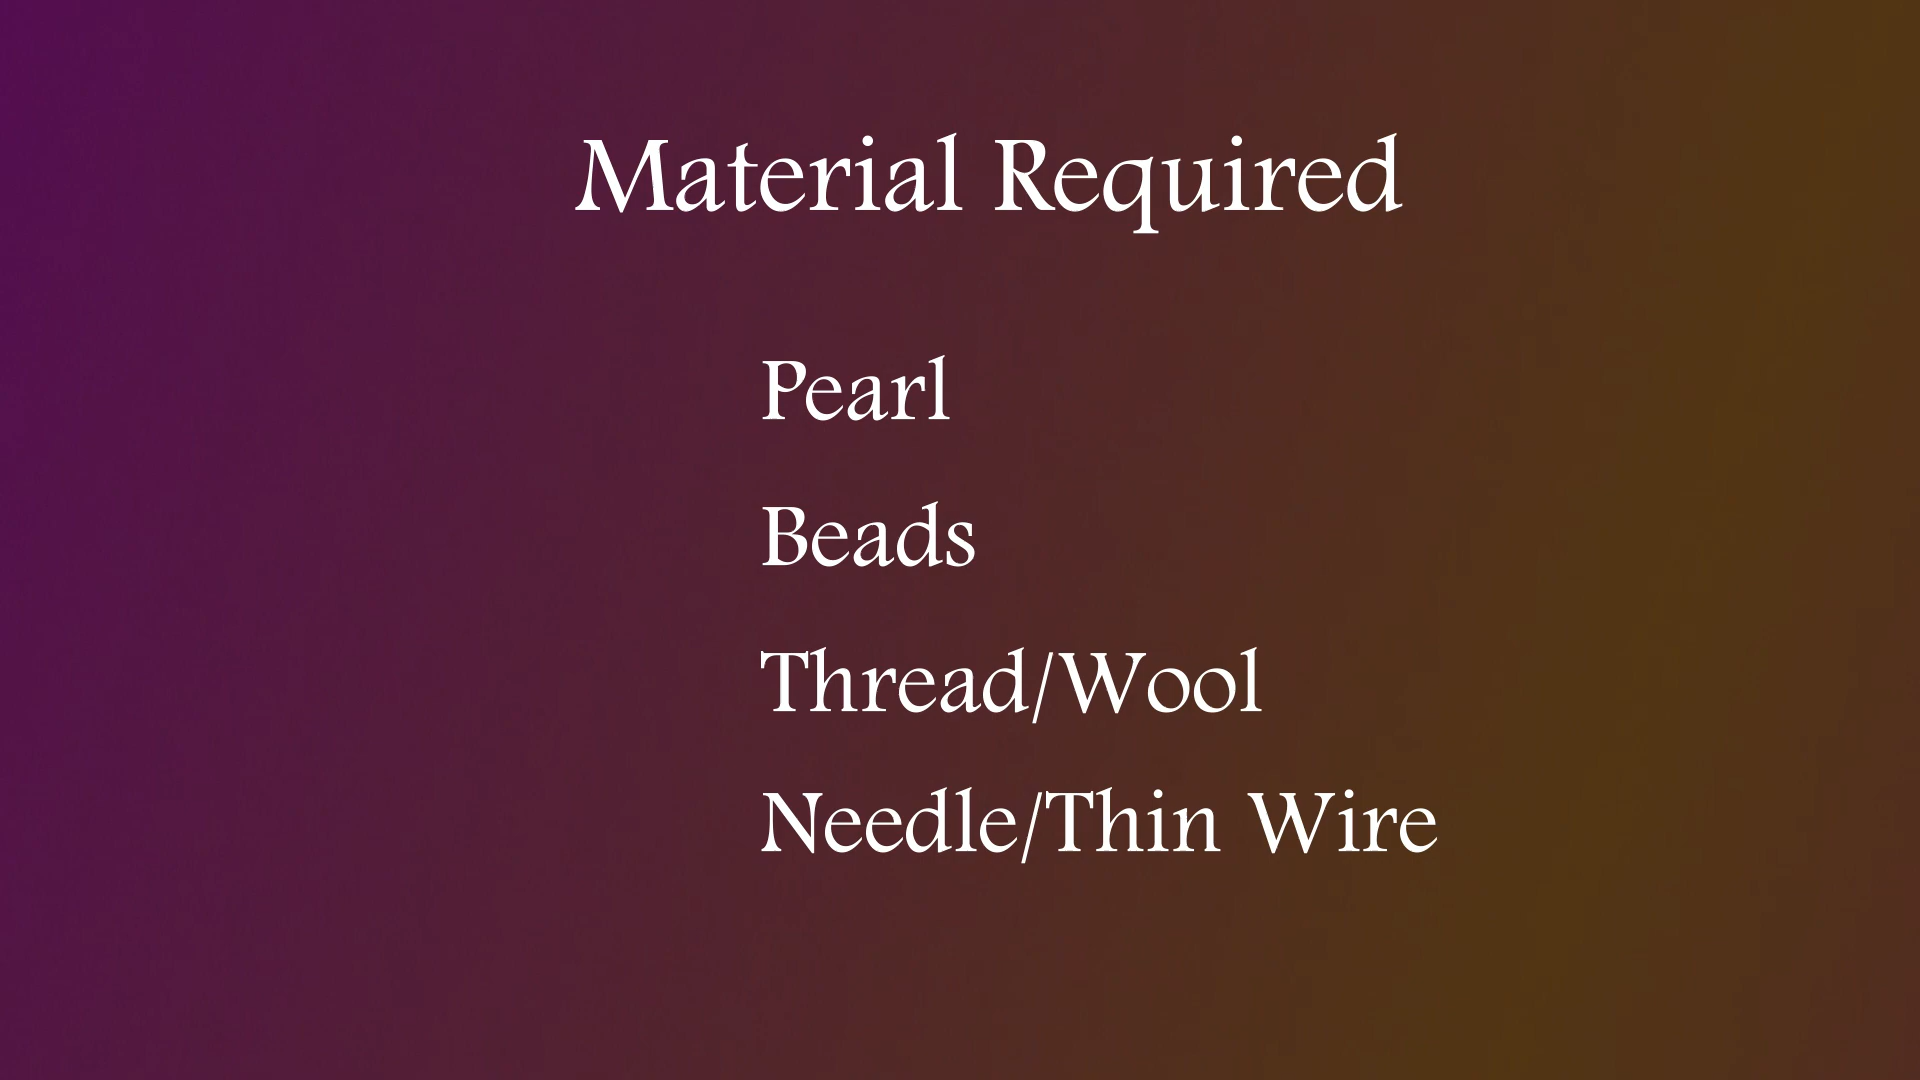 Material Required
Pearl
Beads
Thread/Wool
Needle/Thin Wire